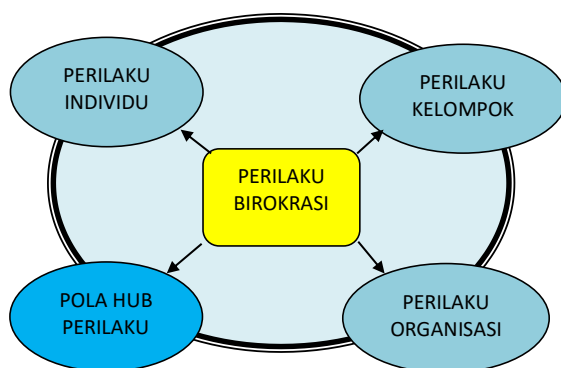 PERILAKU
INDIVIDU
PERILAKU
KELOMPOK
PERILAKU
BIROKRASI
POLA HUB
PERILAKU
PERILAKU
ORGANISASI